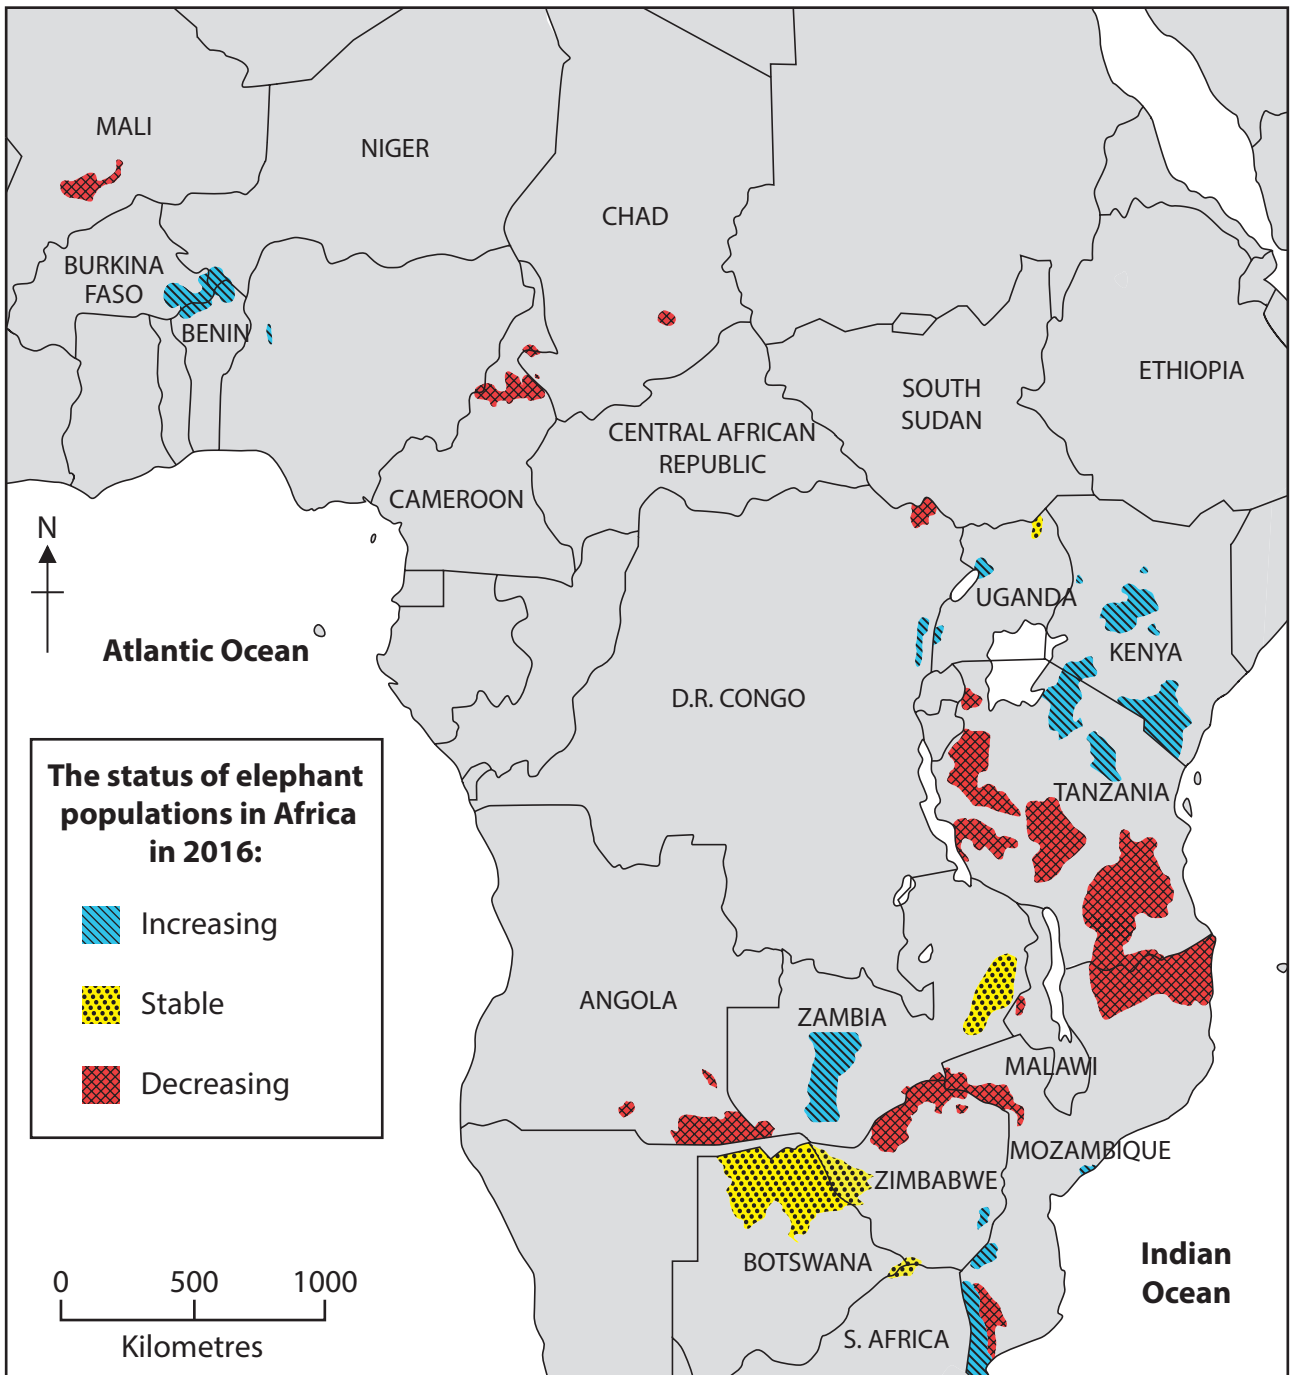 MALI
NIGER
CHAD
BURKINA
FASO
BENIN
ETHIOPIA
SOUTH
SUDAN
CENTRAL AFRICAN
REPUBLIC
CAMEROON
N
UGANDA
Atlantic Ocean
KENYA
D.R. CONGO
The status of elephant
populations in Africa
in 2016:
Increasing
Stable
Decreasing
TANZANIA
ANGOLA
ZAMBIA
MALAWI
MOZAMBIQUE
ZIMBABWE
BOTSWANA
Indian
Ocean
S. AFRICA
0 500 1000
Kilometres